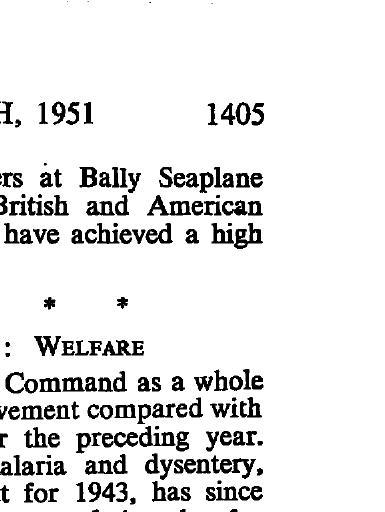 H, 1951 1405
ers at Bally Seaplane
British and American
have achieved a high
* *
: WELFARE
Command as a whole
vement compared with
r the preceding year.
alaria and dysentery,
t for 1943, has since